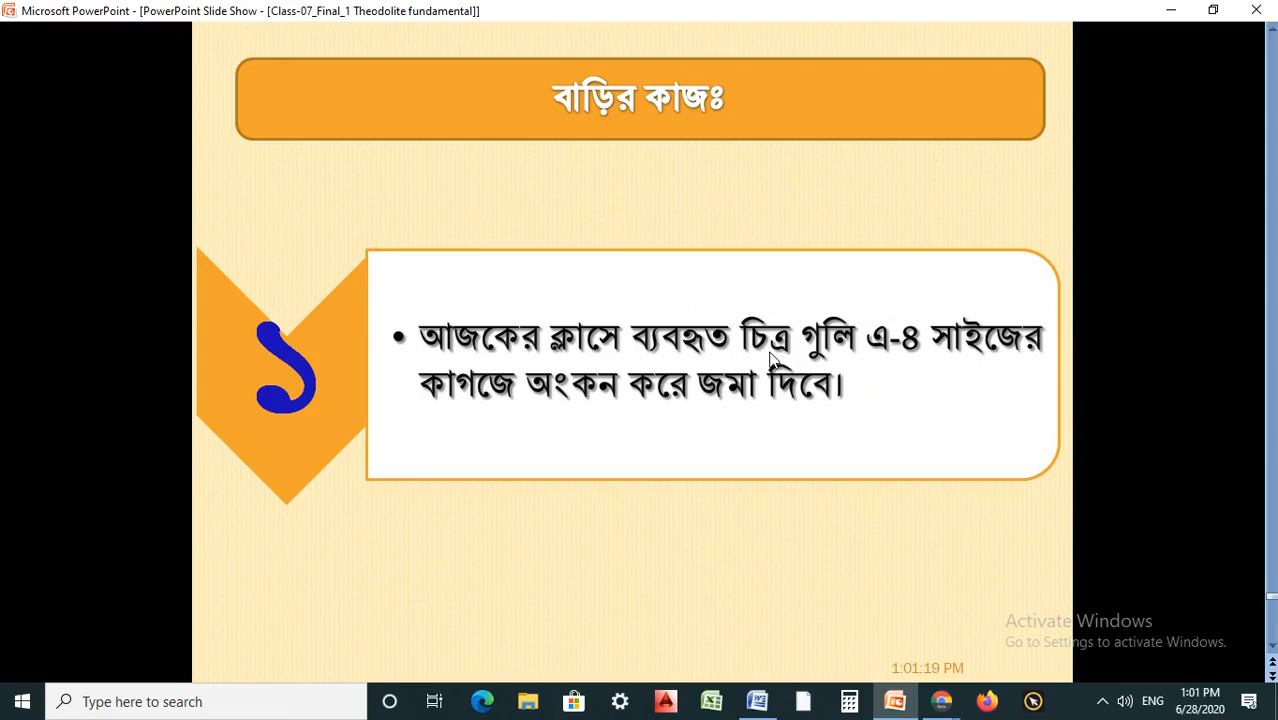 Microsoft PowerPoint - [PowerPoint Slide Show - [Class-07_Final_1 Theodolite fundamental]]
বাড়ির কাজঃ
১
• আজকের ক্লাসে ব্যবহৃত চিত্র গুলি এ-৪ সাইজের
কাগজে অংকন করে জমা দিবে।
Activate Windows
Go to Settings to activate Windows.
1:01:19 PM
Type here to search
ENG
1:01 PM
6/28/2020